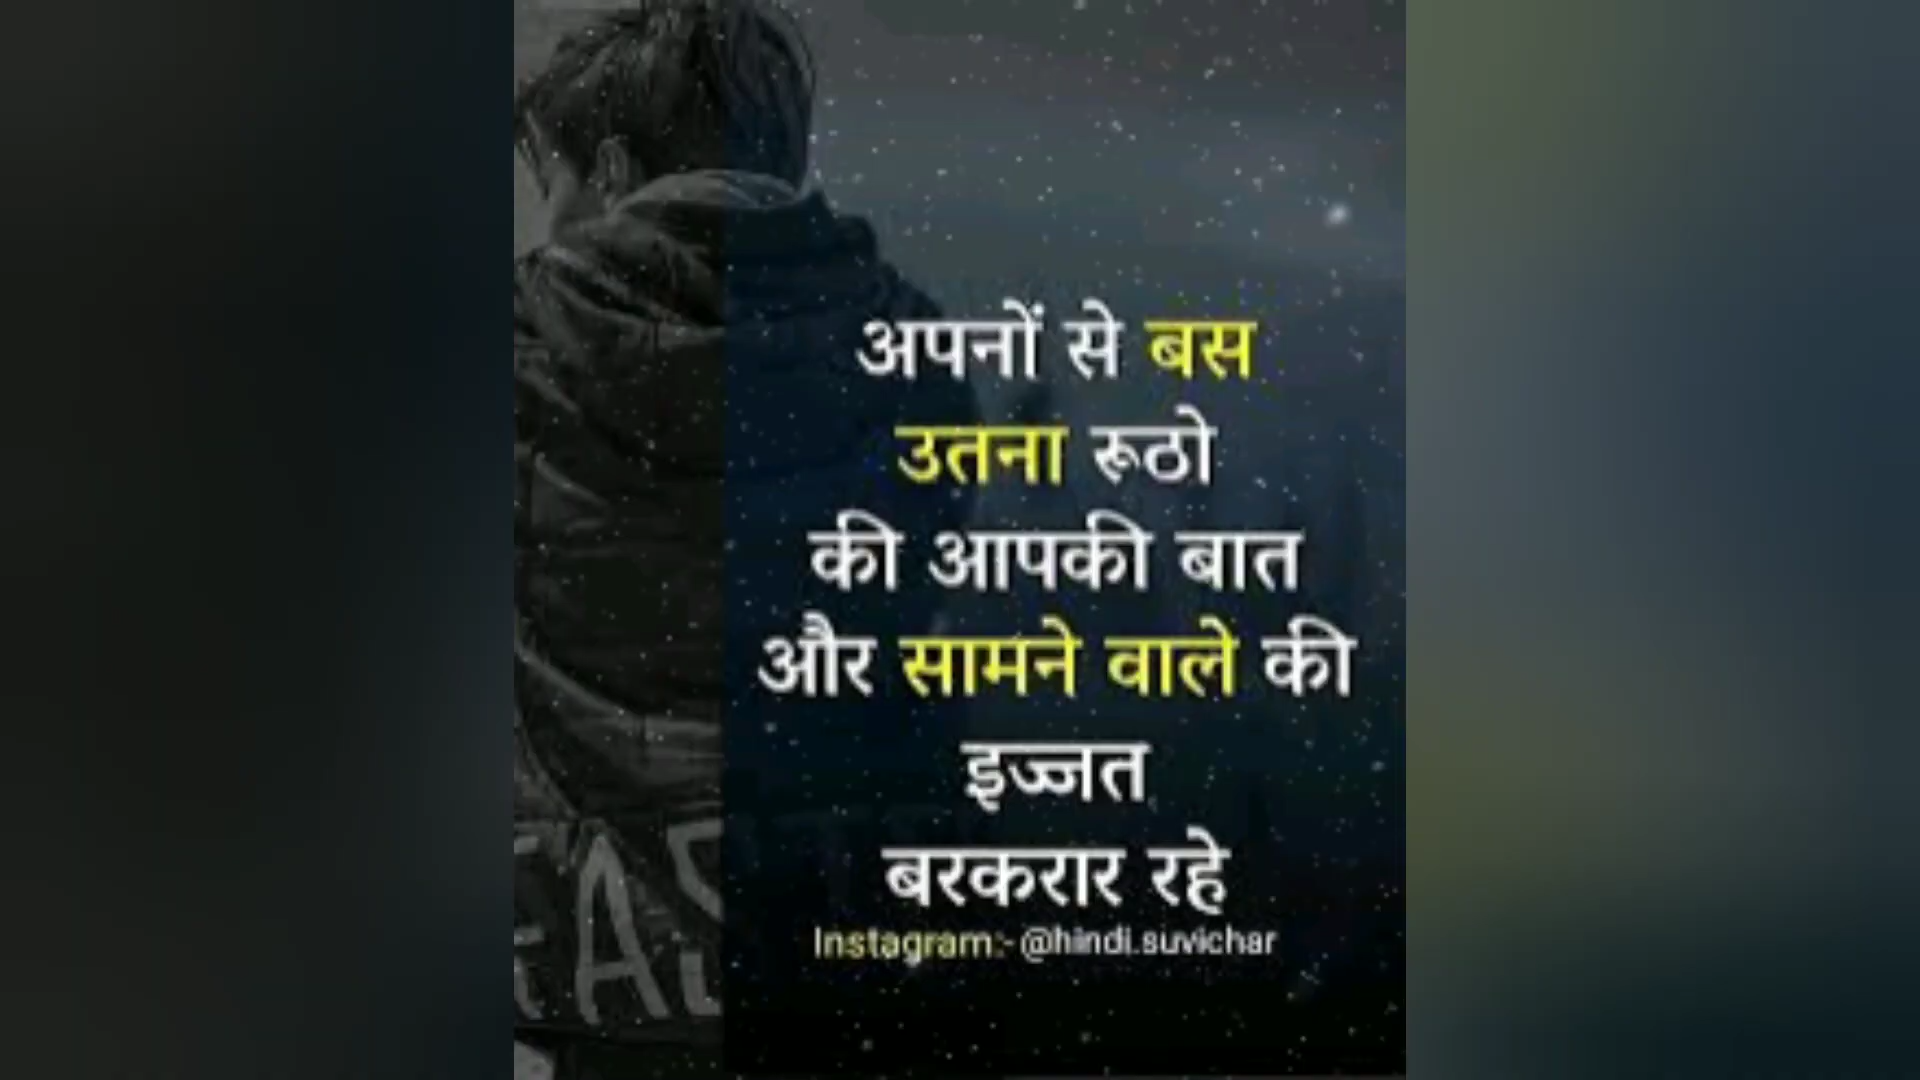 अपनों से बस
उतना रूठो
की आपकी बात
और सामने वाले की
इज्जत
बरकरार रहे
Instagram:-@hindi.suvichar